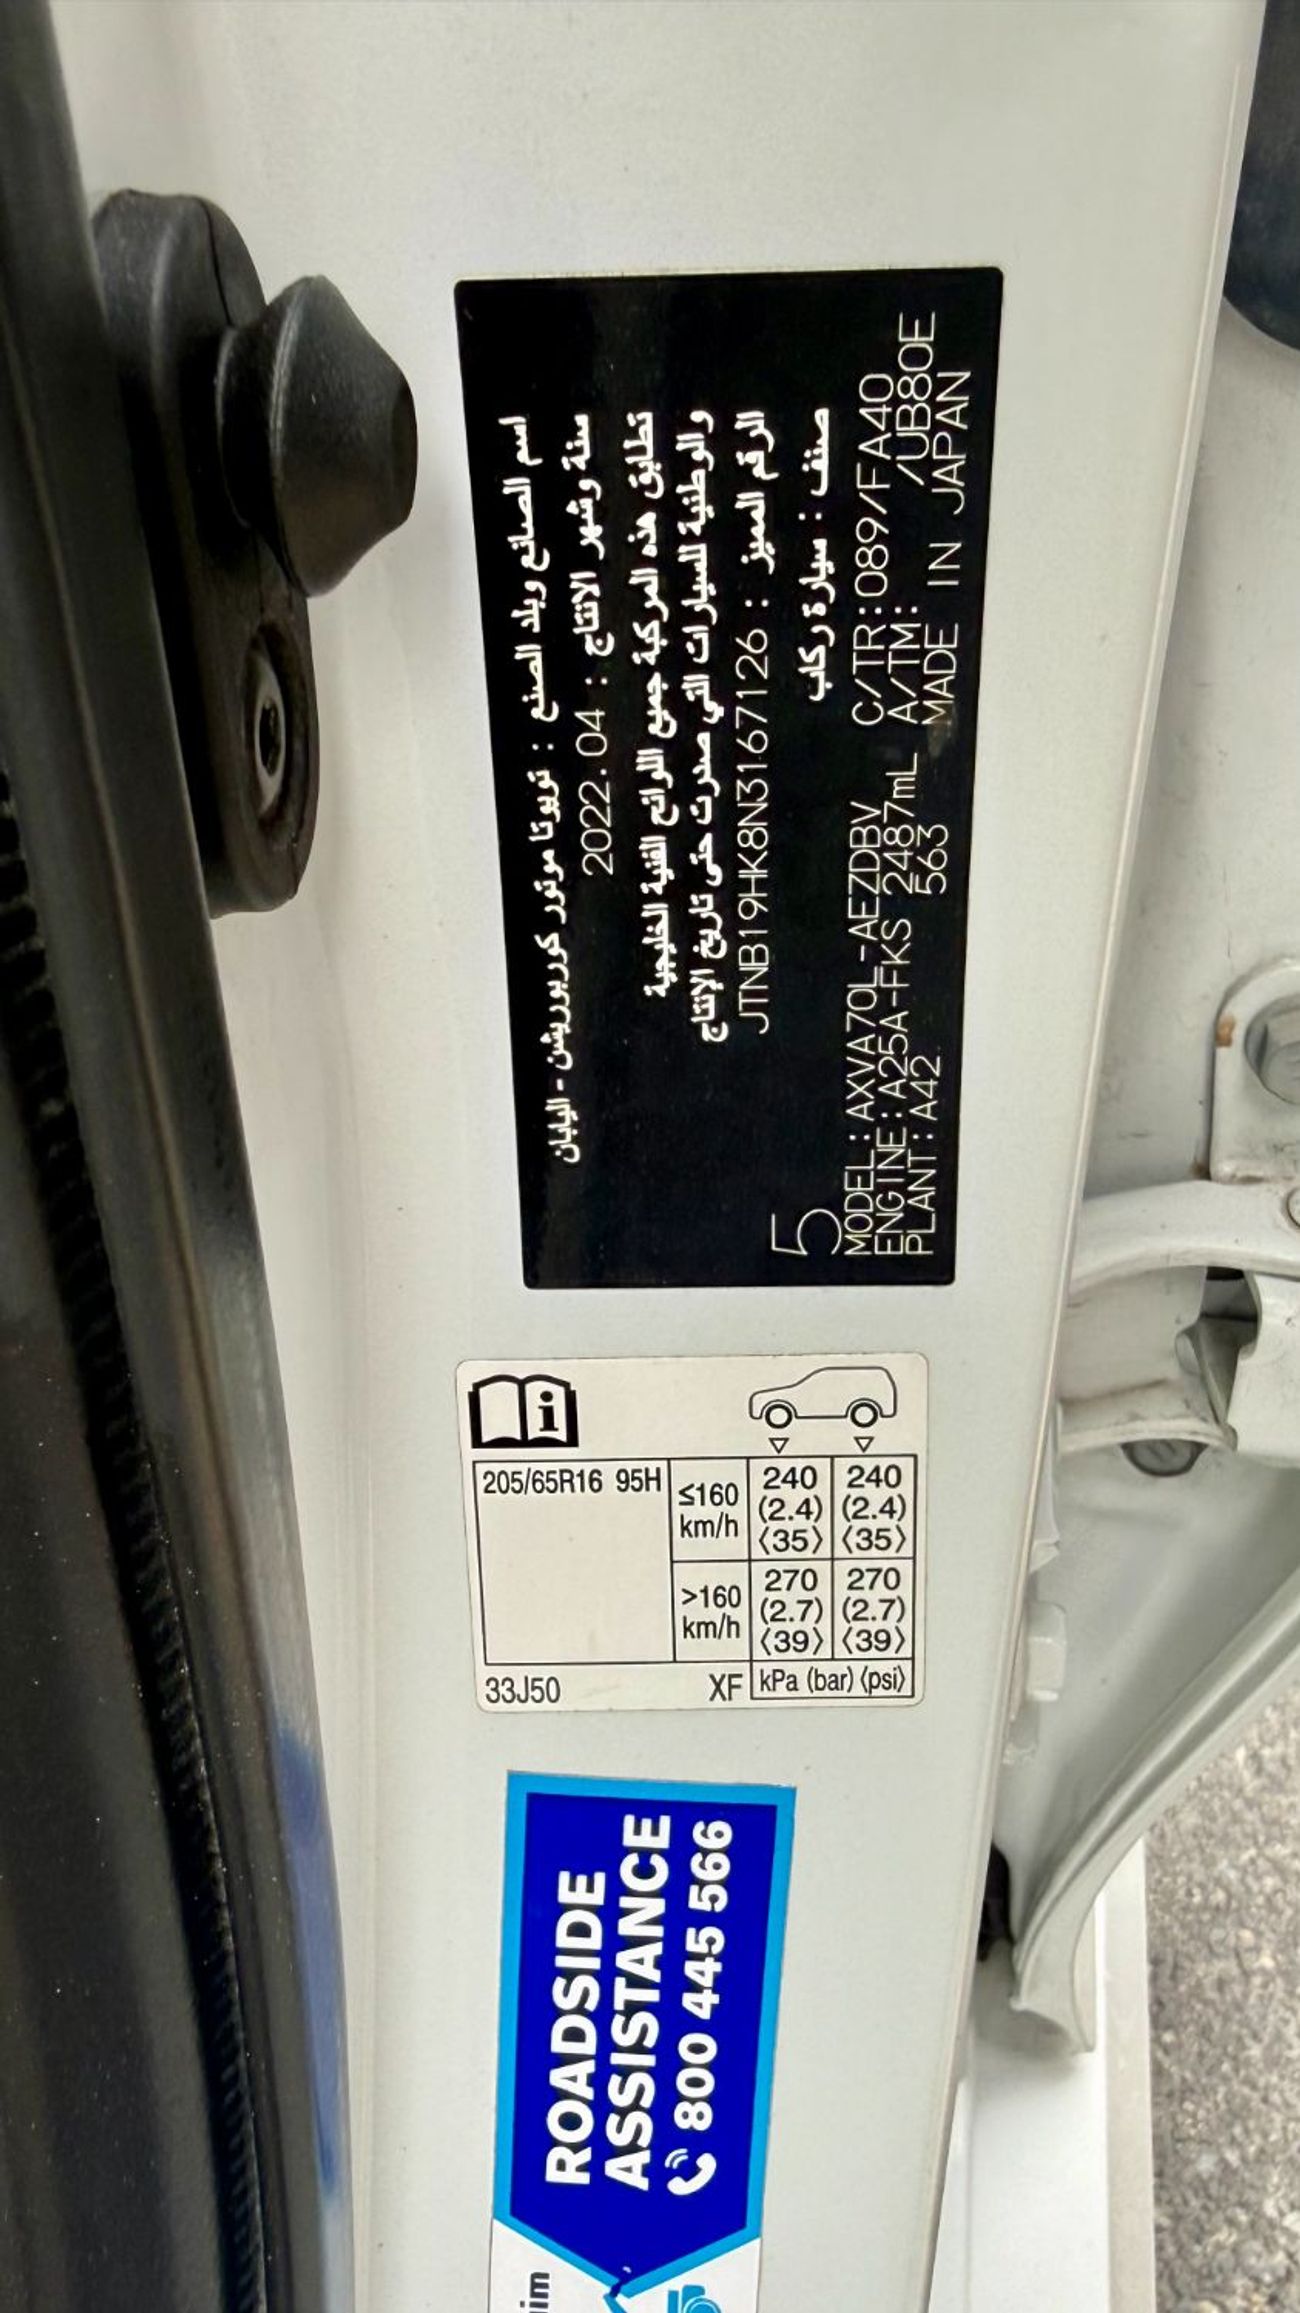 اسم الصانع وبلد الصنع : تويوتا موتور كوربوريشن - اليابان
سنة وشهر الانتاج : 2022.04
تطابق هذه المركبة جميع اللوائح الفنية الخليجية
والوطنية للسيارات التي صدرت حتى تاريخ الإنتاج
الرقم المميز : JTNB19HK8N3167126
صنف : سيارة ركاب
5
MODEL:AXVA70L-AEZDBV C/TR:089/FA40
ENGINE:A25A-FKS 2487mL A/TM: /UB80E
PLANT:A42 563 MADE IN JAPAN
205/65R16 95H ≤160 km/h 240 (2.4) ⟨35⟩ 240 (2.4) ⟨35⟩
>160 km/h 270 (2.7) ⟨39⟩ 270 (2.7) ⟨39⟩
33J50 XF kPa (bar) ⟨psi⟩
ROADSIDE
ASSISTANCE
800 445 566